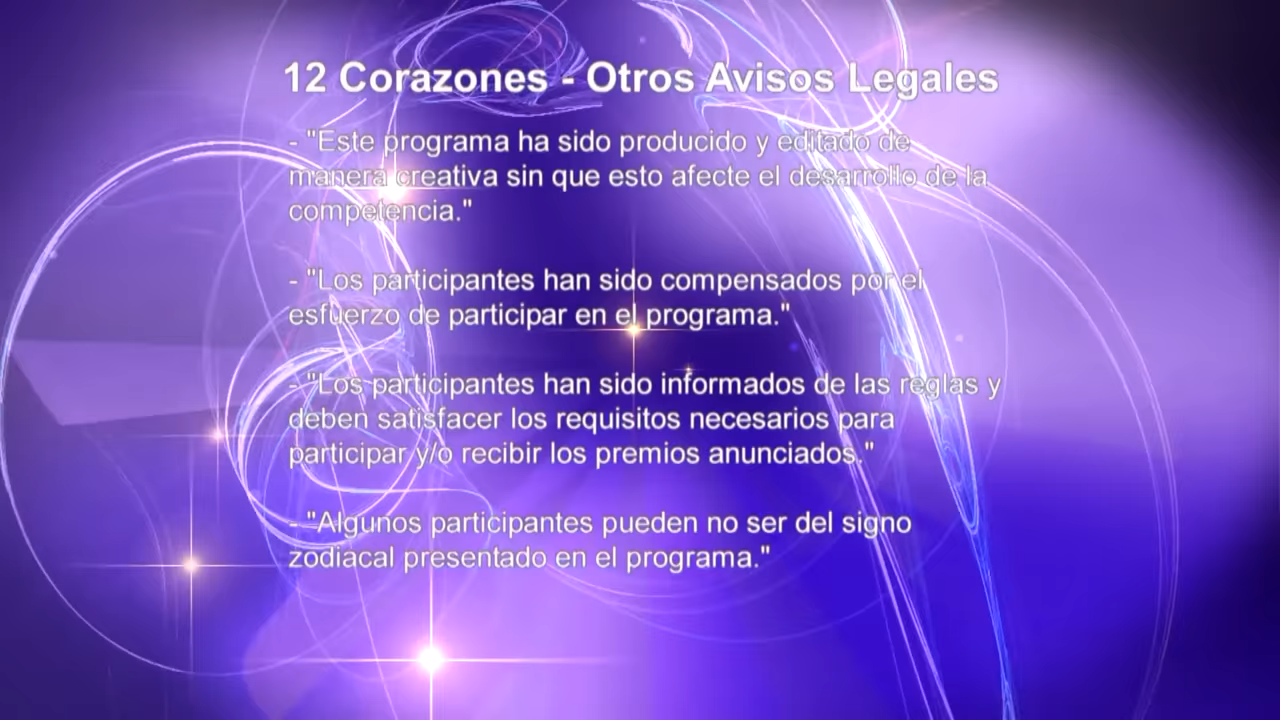 12 Corazones - Otros Avisos Legales
- "Este programa ha sido producido y editado de
manera creativa sin que esto afecte el desarrollo de la
competencia."
- "Los participantes han sido compensados por el
esfuerzo de participar en el programa."
- "Los participantes han sido informados de las reglas y
deben satisfacer los requisitos necesarios para
participar y/o recibir los premios anunciados."
- "Algunos participantes pueden no ser del signo
zodiacal presentado en el programa."